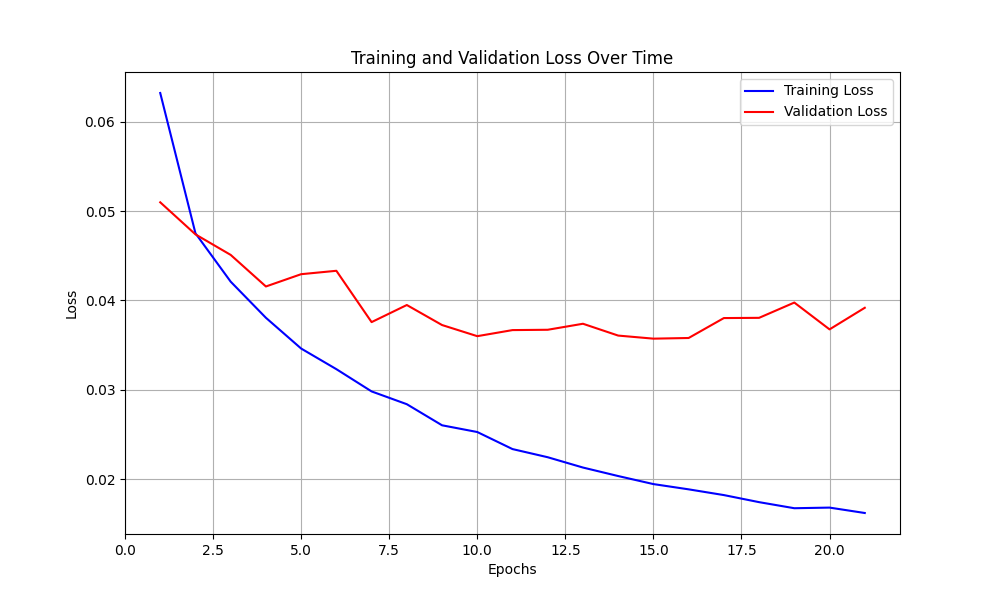 Training and Validation Loss Over Time
Training Loss
Validation Loss
0.06
0.05
0.04
0.03
0.02
Loss
0.0 2.5 5.0 7.5 10.0 12.5 15.0 17.5 20.0
Epochs